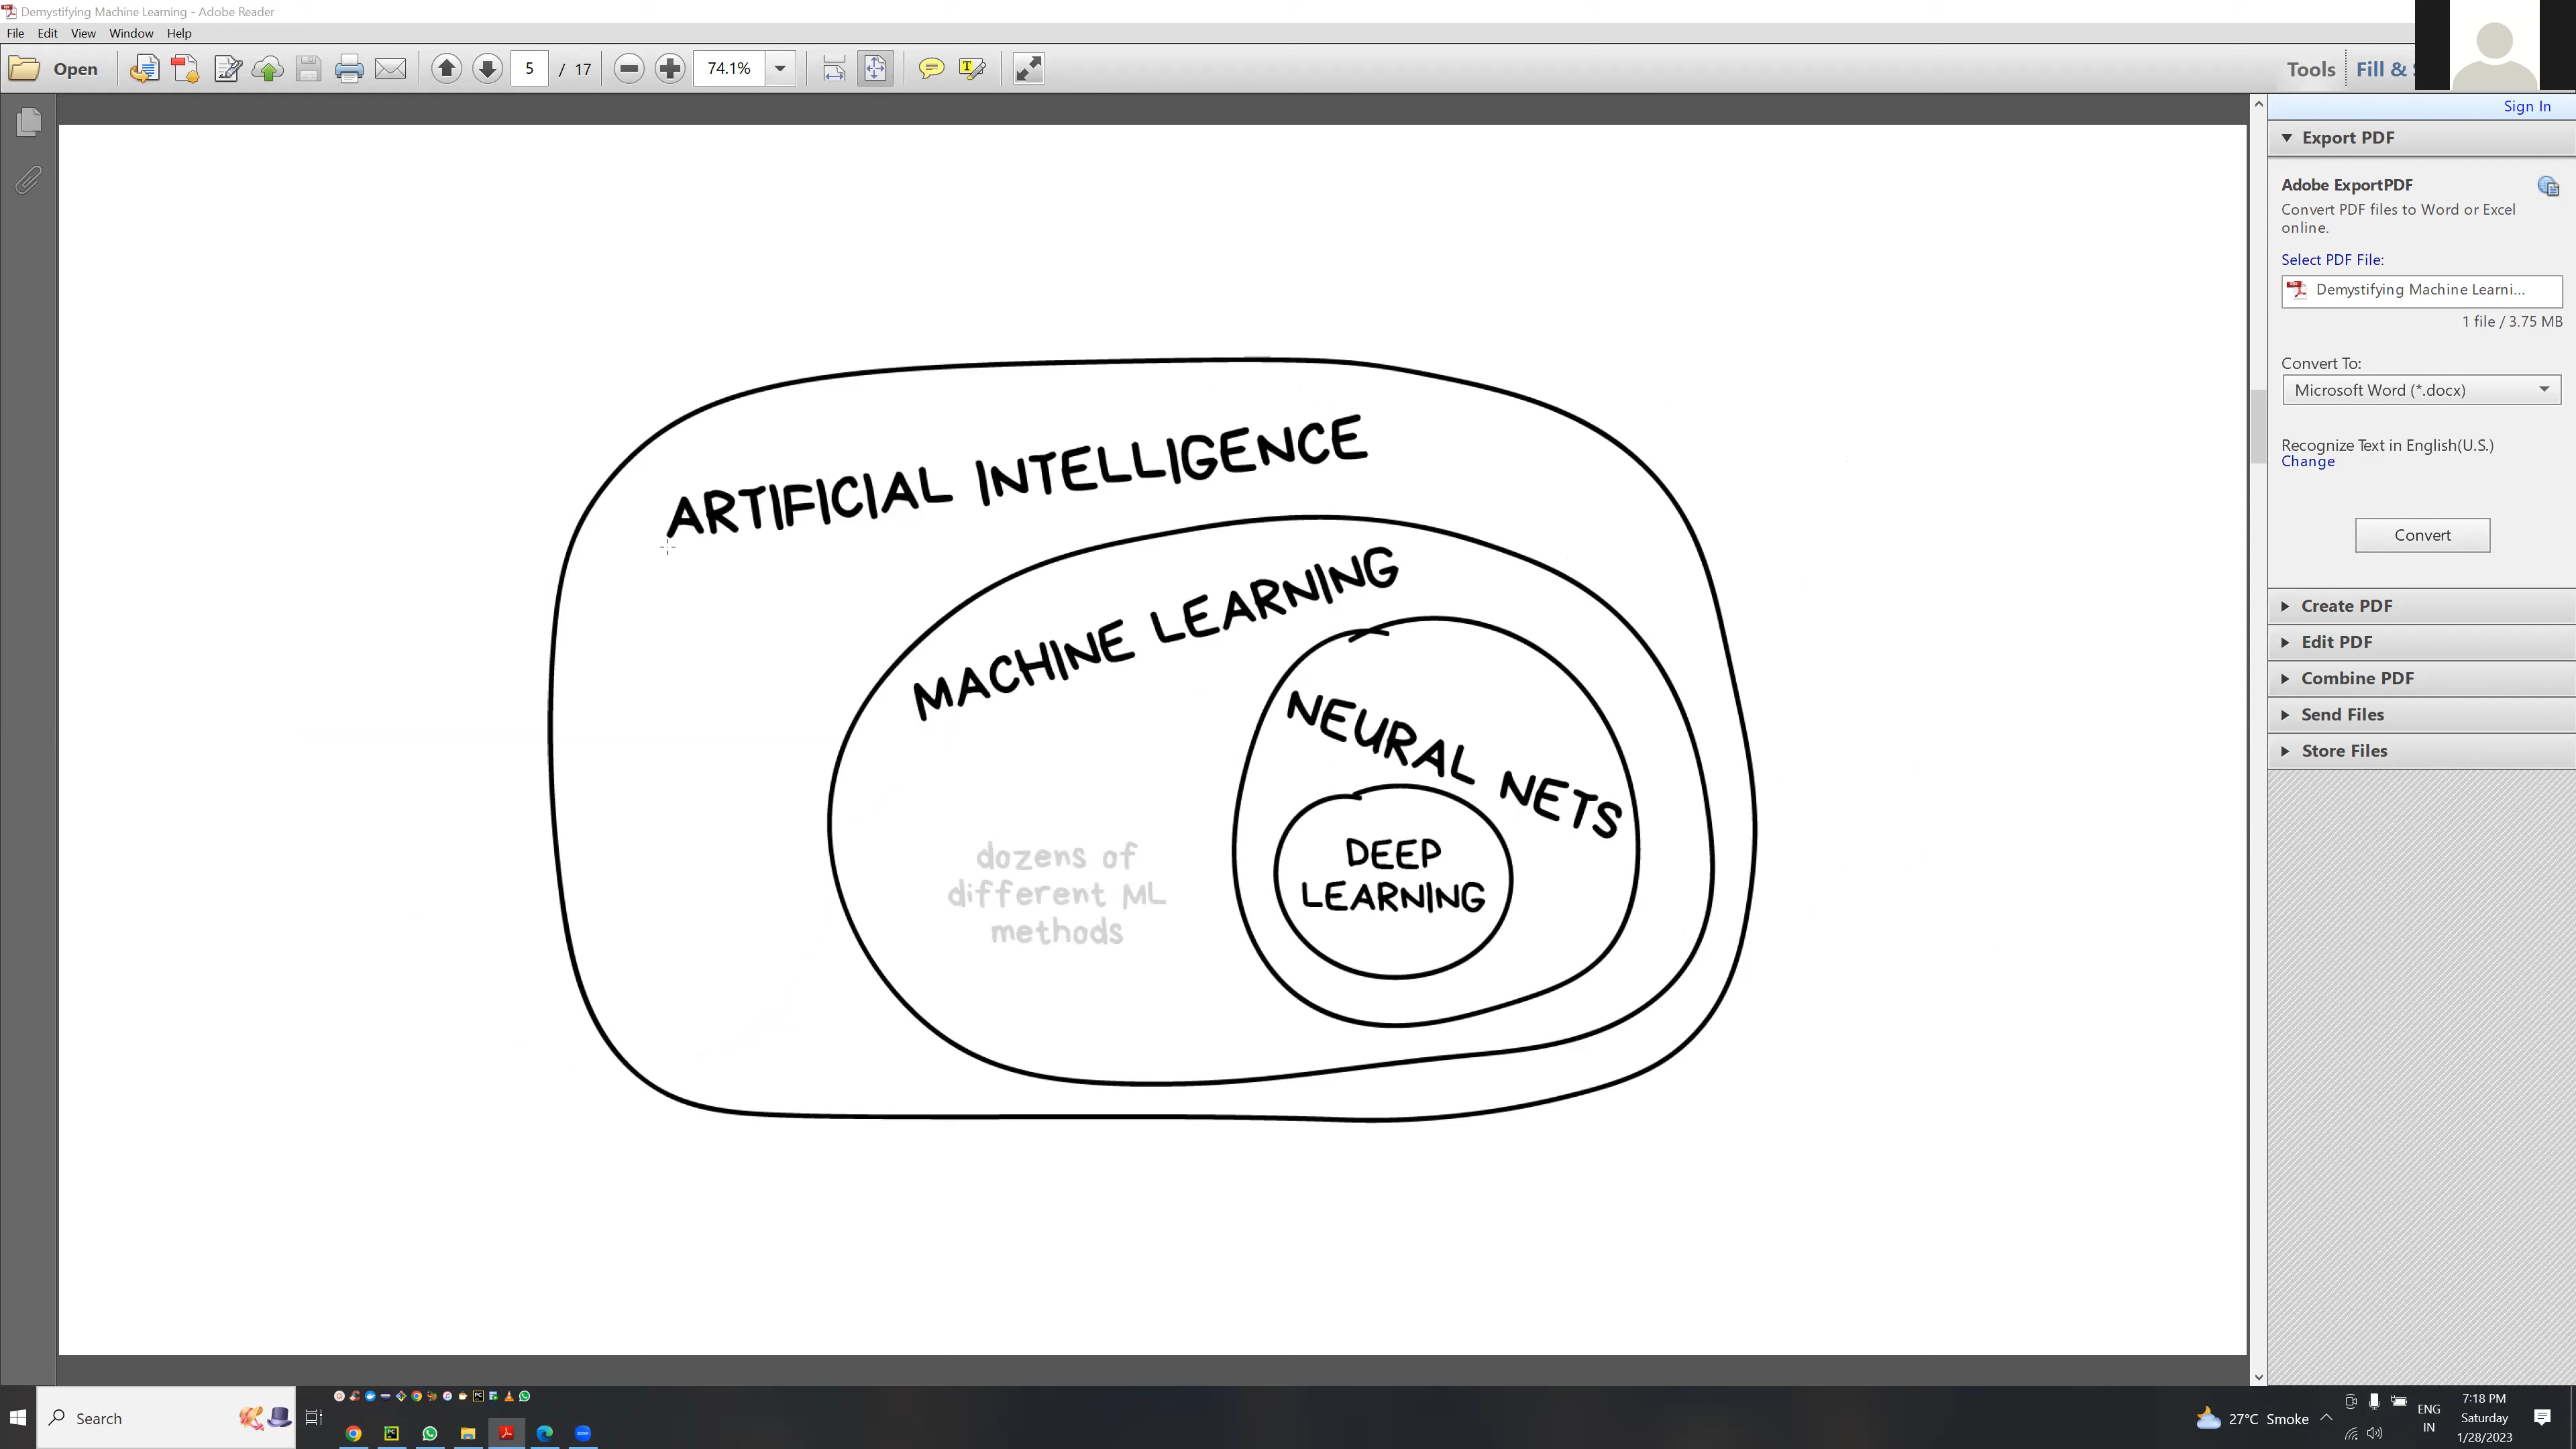 Demystifying Machine Learning - Adobe Reader
File Edit View Window Help
Open 5 / 17 74.1% Tools Fill &
Sign In
Export PDF
Adobe ExportPDF
Convert PDF files to Word or Excel
online.
Select PDF File:
Demystifying Machine Learni...
1 file / 3.75 MB
Convert To:
Microsoft Word (*.docx)
Recognize Text in English(U.S.)
Change
Convert
Create PDF
Edit PDF
Combine PDF
Send Files
Store Files
ARTIFICIAL INTELLIGENCE
MACHINE LEARNING
NEURAL NETS
DEEP
LEARNING
dozens of
different ML
methods
Search
27°C Smoke
ENG
IN
7:18 PM
Saturday
1/28/2023